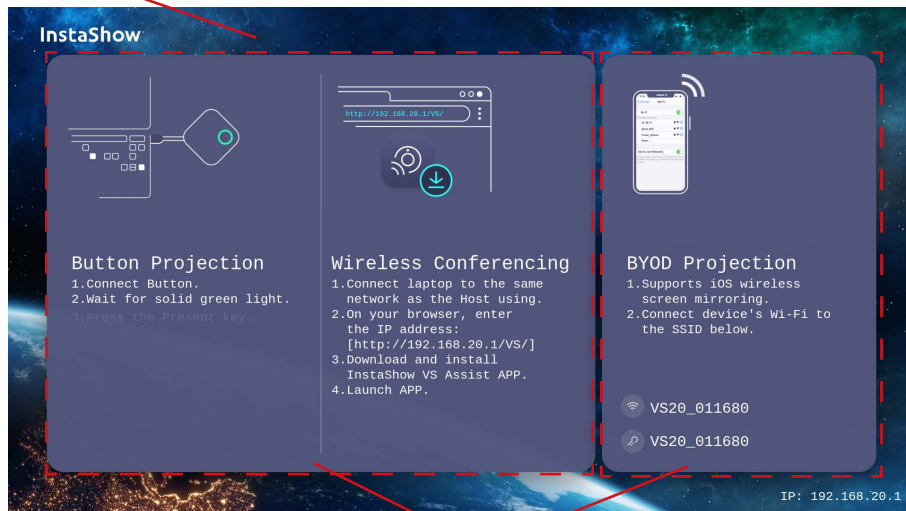 InstaShow
http://192.168.20.1/VS/
Button Projection
1.Connect Button.
2.Wait for solid green light.
3.Press the Present key.
Wireless Conferencing
1.Connect laptop to the same
network as the Host using.
2.On your browser, enter
the IP address:
[http://192.168.20.1/VS/]
3.Download and install
InstaShow VS Assist APP.
4.Launch APP.
BYOD Projection
1.Supports iOS wireless
screen mirroring.
2.Connect device's Wi-Fi to
the SSID below.
VS20_011680
VS20_011680
IP: 192.168.20.1